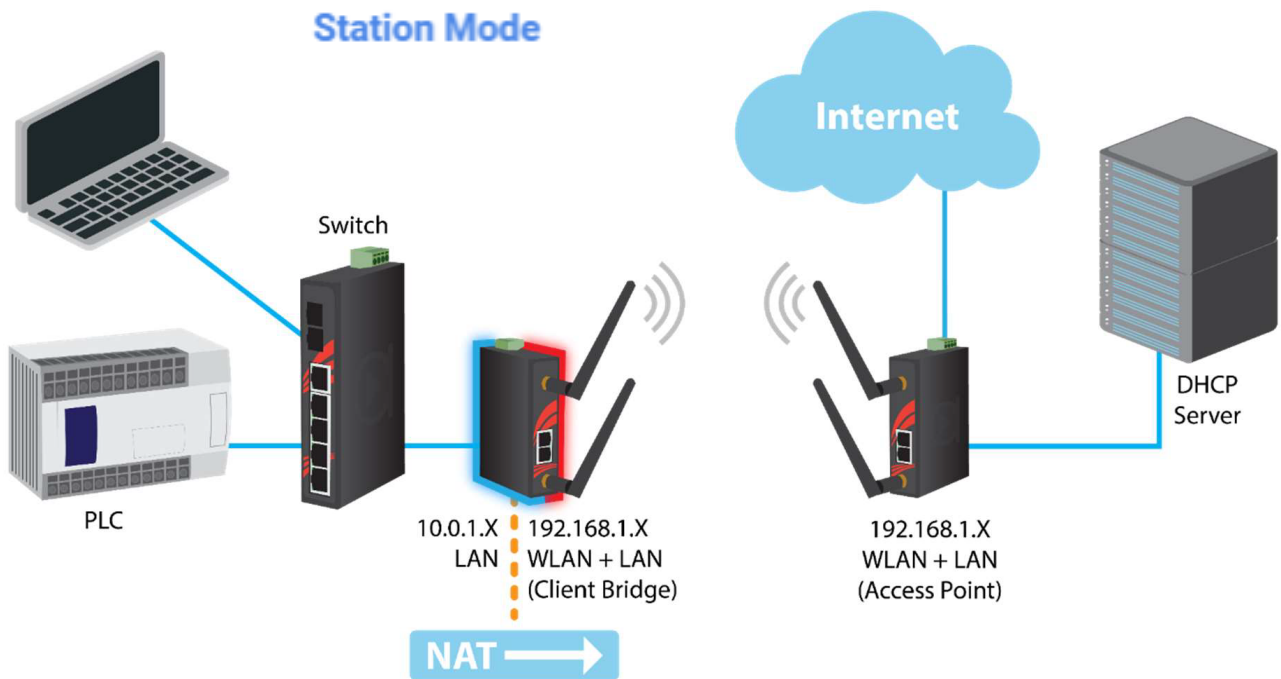 Station Mode
Internet
Switch
DHCP
Server
PLC
10.0.1.X
LAN
192.168.1.X
WLAN + LAN
(Client Bridge)
192.168.1.X
WLAN + LAN
(Access Point)
NAT